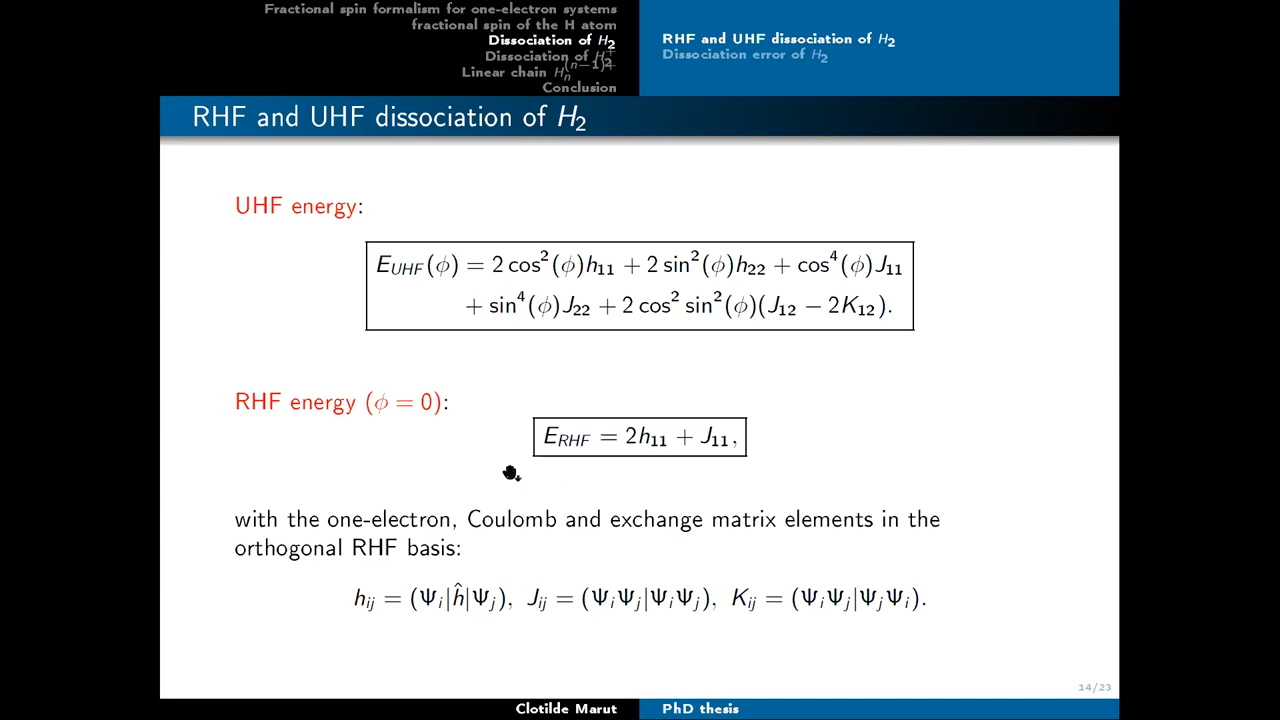 Fractional spin formalism for one-electron systems
fractional spin of the H atom
Dissociation of H₂
Dissociation of H₂⁺
Linear chain Hₙ⁽ⁿ⁻¹⁾⁺
Conclusion
RHF and UHF dissociation of H₂
Dissociation error of H₂
RHF and UHF dissociation of H₂
UHF energy:
E_UHF(ϕ) = 2 cos²(ϕ)h₁₁ + 2 sin²(ϕ)h₂₂ + cos⁴(ϕ)J₁₁
+ sin⁴(ϕ)J₂₂ + 2 cos² sin²(ϕ)(J₁₂ − 2K₁₂).
RHF energy (ϕ = 0):
E_RHF = 2h₁₁ + J₁₁,
with the one-electron, Coulomb and exchange matrix elements in the
orthogonal RHF basis:
h_ij = (Ψ_i|ĥ|Ψ_j), J_ij = (Ψ_iΨ_j|Ψ_iΨ_j), K_ij = (Ψ_iΨ_j|Ψ_jΨ_i).
14/23
Clotilde Marut
PhD thesis